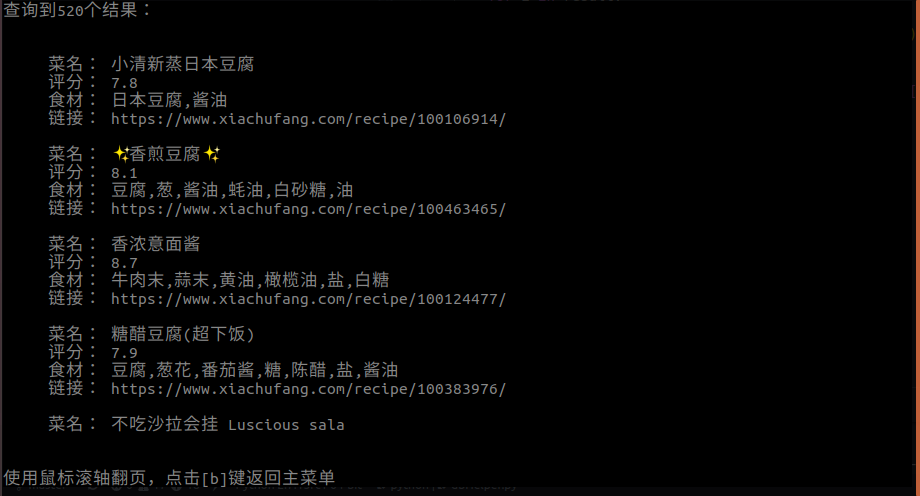 查询到520个结果：
菜名： 小清新蒸日本豆腐
评分： 7.8
食材： 日本豆腐,酱油
链接： https://www.xiachufang.com/recipe/100106914/
菜名： ✨香煎豆腐✨
评分： 8.1
食材： 豆腐,葱,酱油,蚝油,白砂糖,油
链接： https://www.xiachufang.com/recipe/100463465/
菜名： 香浓意面酱
评分： 8.7
食材： 牛肉末,蒜末,黄油,橄榄油,盐,白糖
链接： https://www.xiachufang.com/recipe/100124477/
菜名： 糖醋豆腐(超下饭)
评分： 7.9
食材： 豆腐,葱花,番茄酱,糖,陈醋,盐,酱油
链接： https://www.xiachufang.com/recipe/100383976/
菜名： 不吃沙拉会挂 Luscious sala
使用鼠标滚轴翻页，点击[b]键返回主菜单